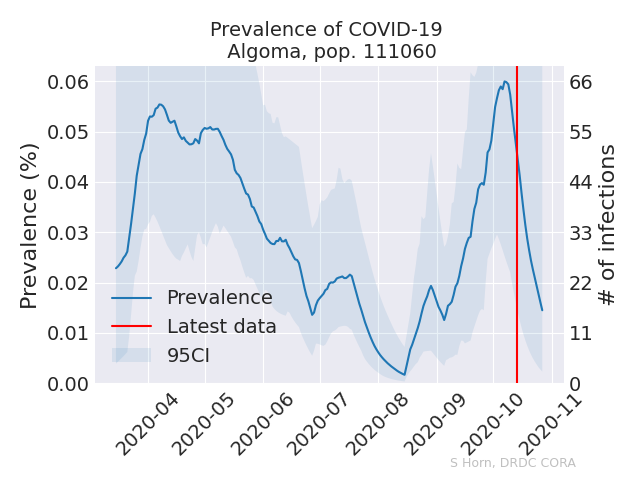 Prevalence of COVID-19
Algoma, pop. 111060
Prevalence (%)
0.06
0.05
0.04
0.03
0.02
0.01
0.00
66
55
44
33
22
11
0
# of infections
Prevalence
Latest data
95CI
2020-04
2020-05
2020-06
2020-07
2020-08
2020-09
2020-10
2020-11
S Horn, DRDC CORA